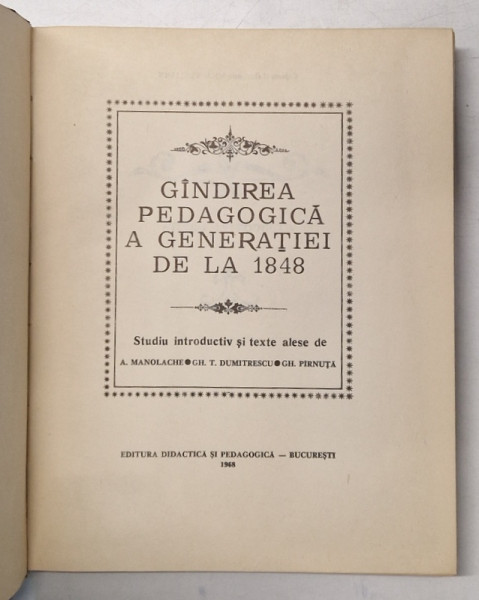 GÎNDIREA
PEDAGOGICĂ
A GENERAȚIEI
DE LA 1848
Studiu introductiv și texte alese de
A. MANOLACHE ● GH. T. DUMITRESCU ● GH. PÎRNUȚĂ
EDITURA DIDACTICĂ ȘI PEDAGOGICĂ — BUCUREȘTI
1968